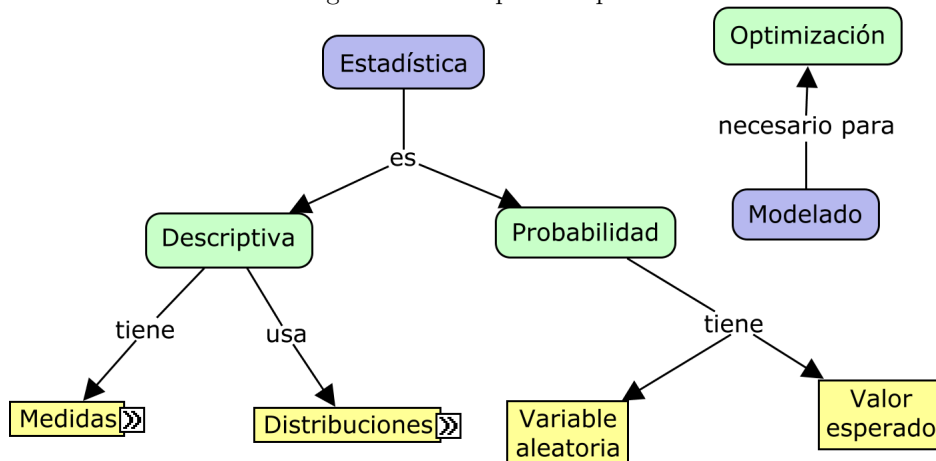 Optimización
Estadística
necesario para
es
Modelado
Descriptiva
Probabilidad
tiene
usa
tiene
Medidas
Distribuciones
Variable
aleatoria
Valor
esperado